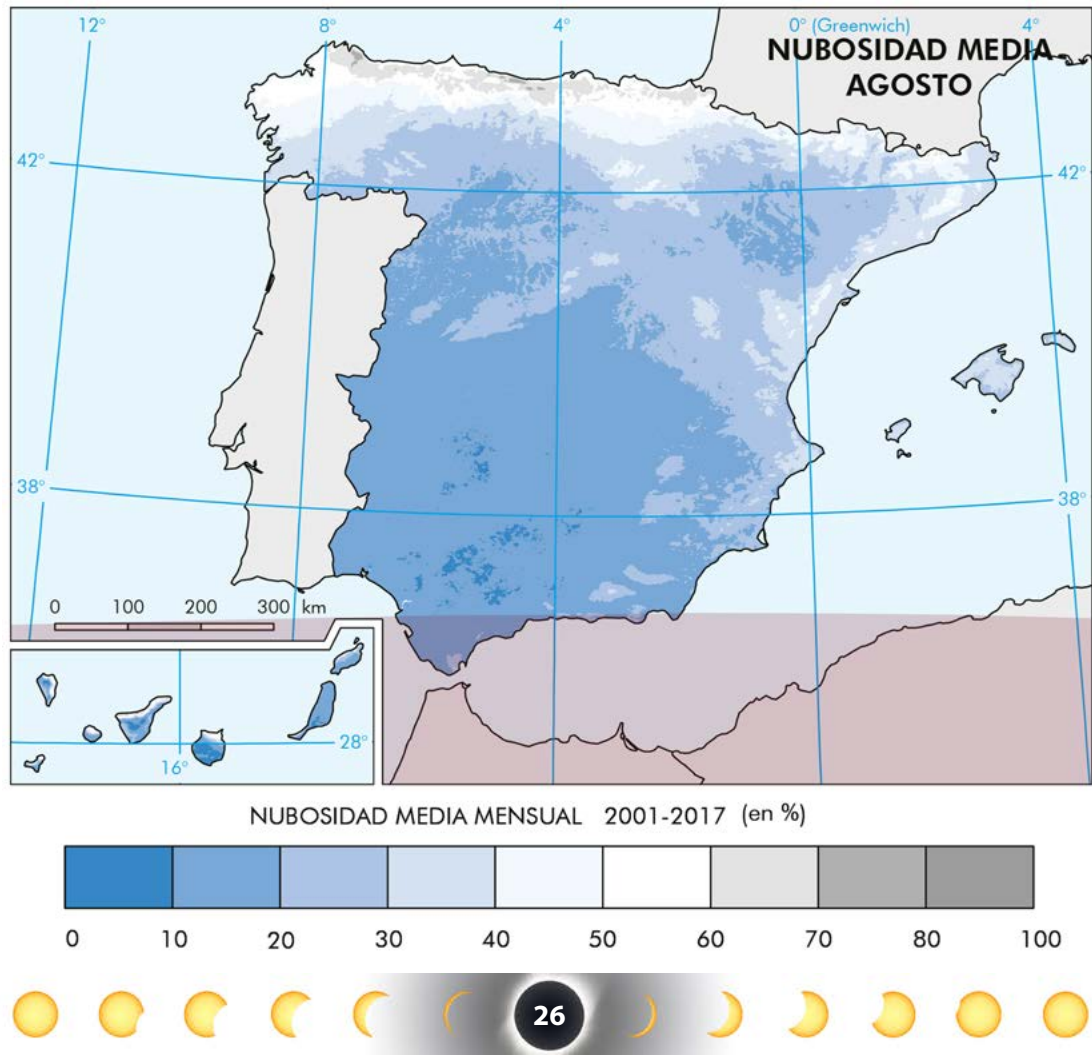 12° 8° 4° 0° (Greenwich) 4°
NUBOSIDAD MEDIA
AGOSTO
42° 42°
38° 38°
0 100 200 300 km
28°
16°
NUBOSIDAD MEDIA MENSUAL 2001-2017 (en %)
0 10 20 30 40 50 60 70 80 100
26